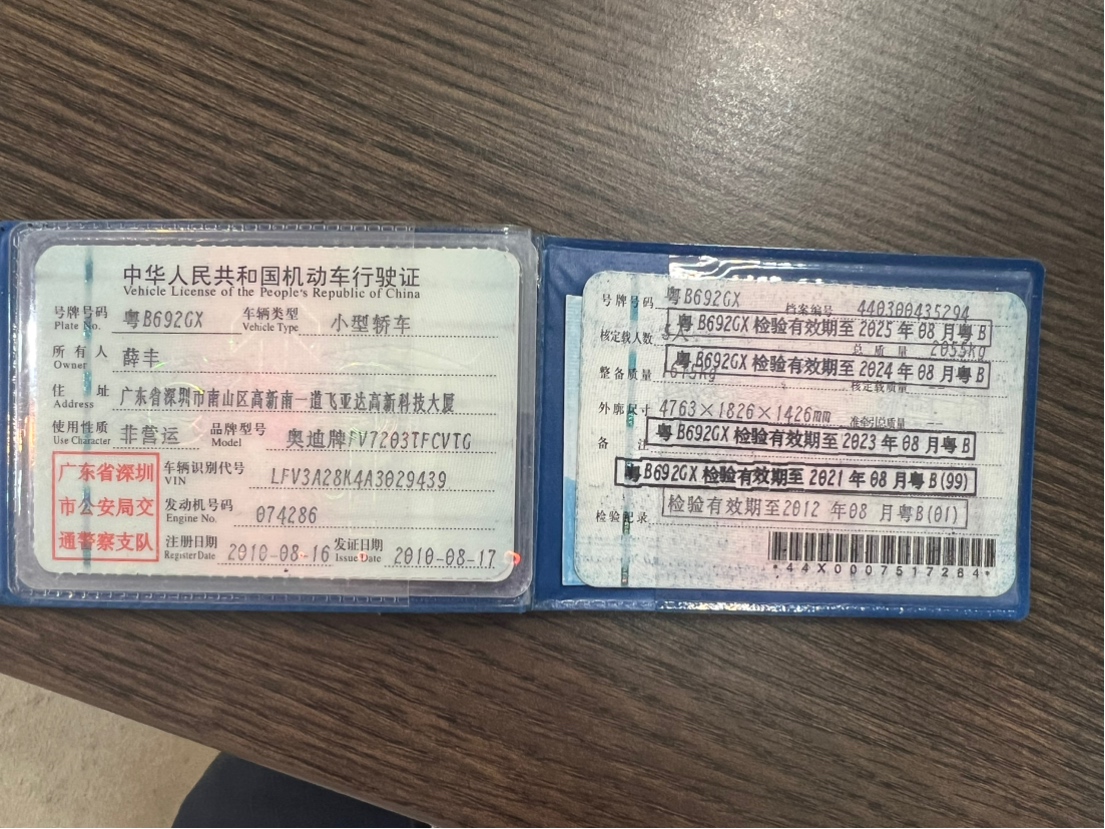 中华人民共和国机动车行驶证
Vehicle License of the People's Republic of China
号牌号码 Plate No. 粤B692GX 车辆类型 Vehicle Type 小型轿车
所有人 Owner 薛丰
住址 Address 广东省深圳市南山区高新南一道飞亚达高新科技大厦
使用性质 Use Character 非营运 品牌型号 Model 奥迪牌FV7203TFCVTG
广东省深圳市公安局交通警察支队
车辆识别代号 VIN LFV3A28K4A3029439
发动机号码 Engine No. 074286
注册日期 Register Date 2010-08-16 发证日期 Issue Date 2010-08-17
号牌号码 粤B692GX 档案编号 440300435294
粤B692GX 检验有效期至 2025 年 08 月粤 B
核定载人数 5人 总质量 2055kg
粤B692GX 检验有效期至 2024 年 08 月粤 B
整备质量 核定载质量 --
外廓尺寸 4763×1826×1426mm 准牵引总质量 --
备注 粤B692GX 检验有效期至 2023 年 08 月粤 B
粤B692GX 检验有效期至 2021 年 08 月粤 B(99)
检验记录 检验有效期至2012 年08 月粤B(01)
*44X0007517284*